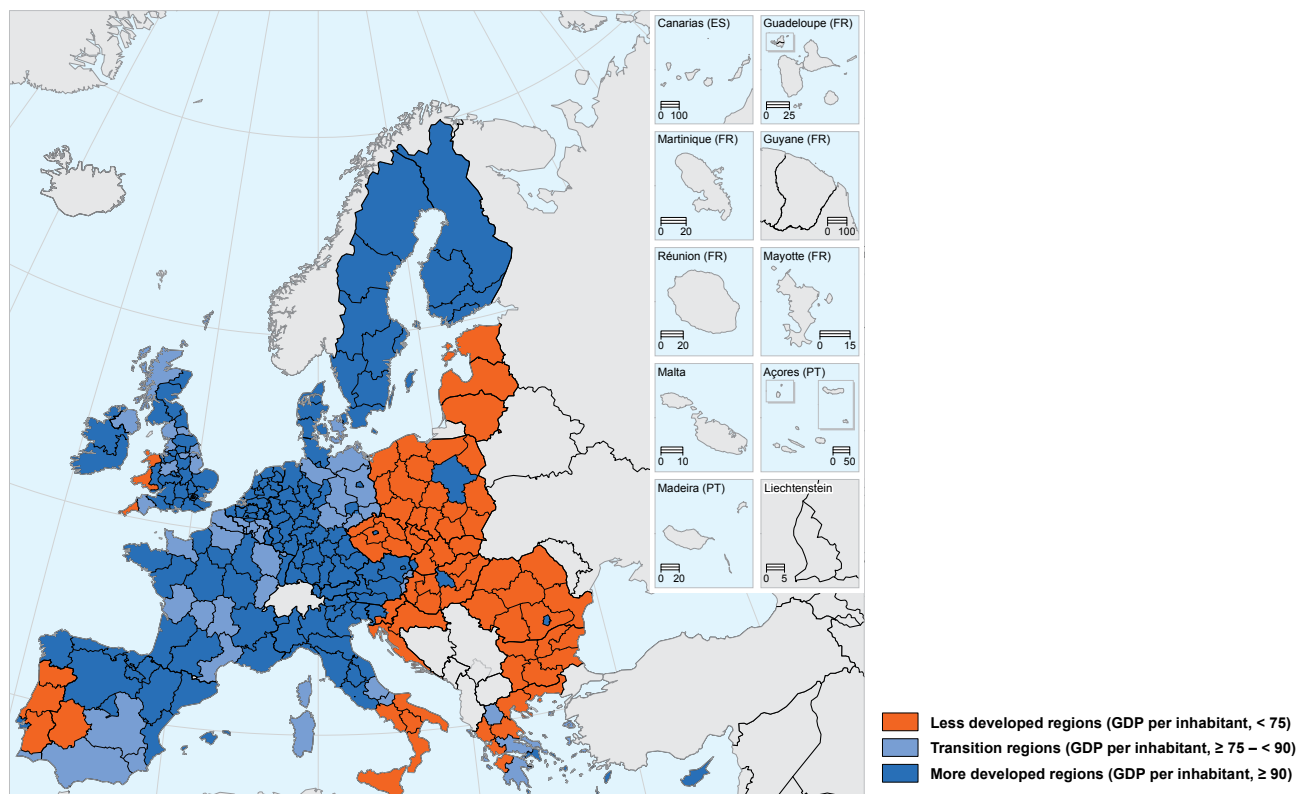 Canarias (ES)
0 100
Guadeloupe (FR)
0 25
Martinique (FR)
0 20
Guyane (FR)
0 100
Réunion (FR)
0 20
Mayotte (FR)
0 15
Malta
0 10
Açores (PT)
0 50
Madeira (PT)
0 20
Liechtenstein
0 5
Less developed regions (GDP per inhabitant, < 75)
Transition regions (GDP per inhabitant, ≥ 75 – < 90)
More developed regions (GDP per inhabitant, ≥ 90)